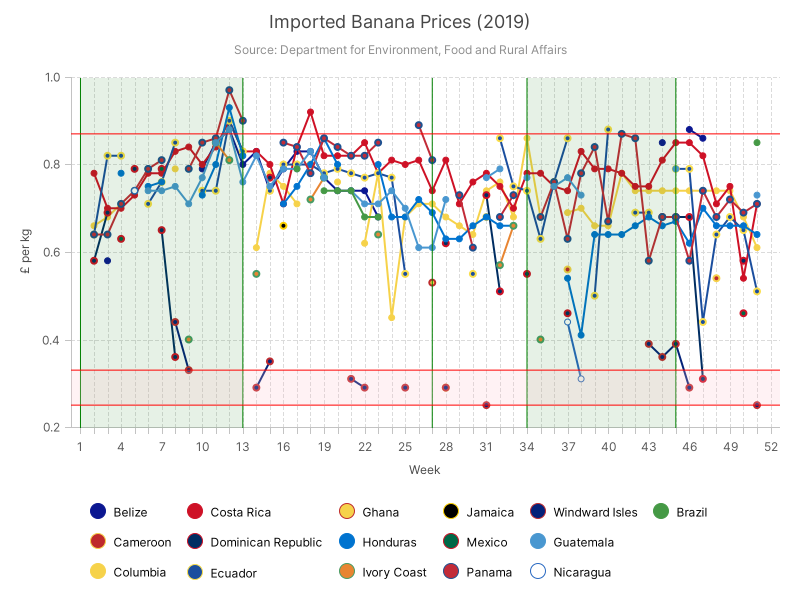 Imported Banana Prices (2019)
Source: Department for Environment, Food and Rural Affairs
1.0
0.8
0.6
0.4
0.2
£ per kg
1 4 7 10 13 16 19 22 25 28 31 34 37 40 43 46 49 52
Week
Belize Costa Rica Ghana Jamaica Windward Isles Brazil
Cameroon Dominican Republic Honduras Mexico Guatemala
Columbia Ecuador Ivory Coast Panama Nicaragua